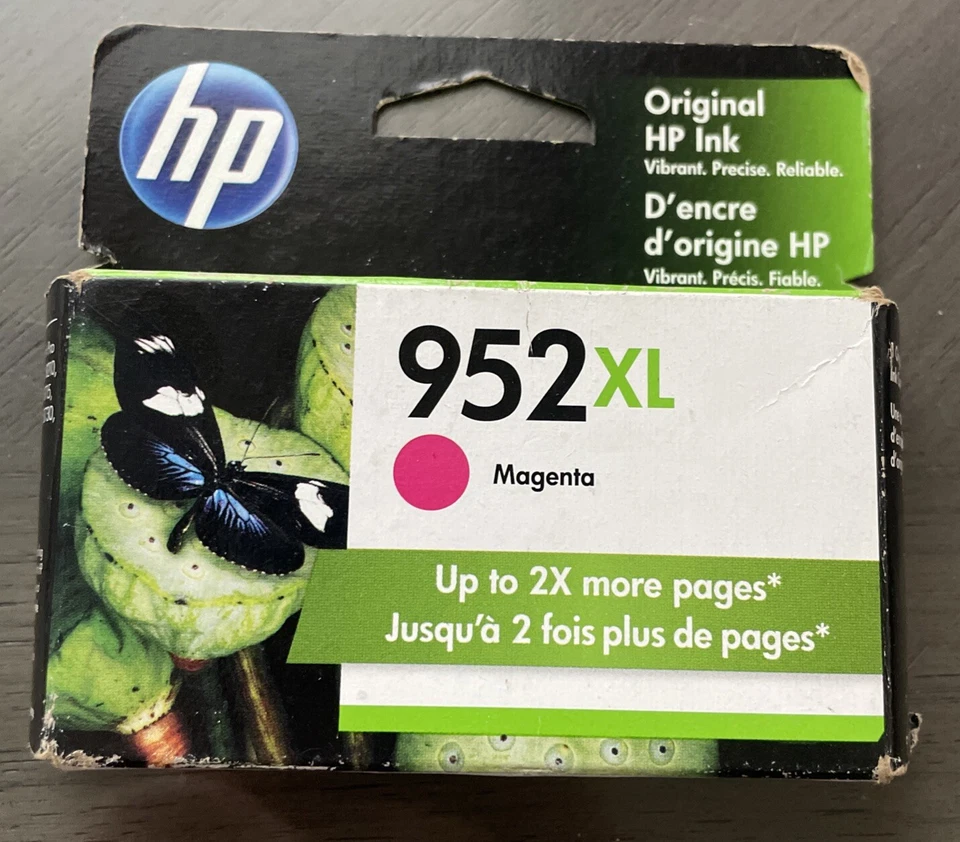 hp
Original
HP Ink
Vibrant. Precise. Reliable.
D'encre
d'origine HP
Vibrant. Précis. Fiable.
952XL
Magenta
Up to 2X more pages*
Jusqu'à 2 fois plus de pages*